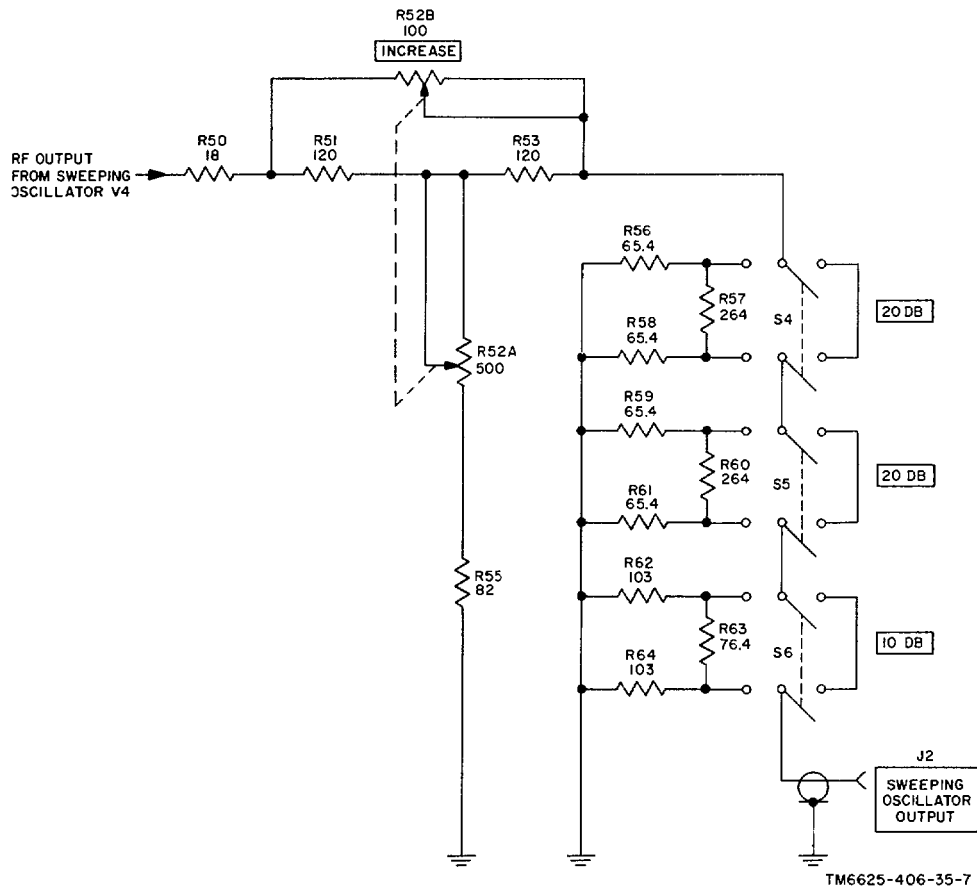 R52B
100
INCREASE
R50
18
R51
120
R53
120
RF OUTPUT
FROM SWEEPING
OSCILLATOR V4
R56
65.4
R57
264
S4
20 DB
R58
65.4
R52A
500
R59
65.4
R60
264
S5
20 DB
R61
65.4
R55
82
R62
103
R63
76.4
S6
10 DB
R64
103
J2
SWEEPING
OSCILLATOR
OUTPUT
TM6625-406-35-7